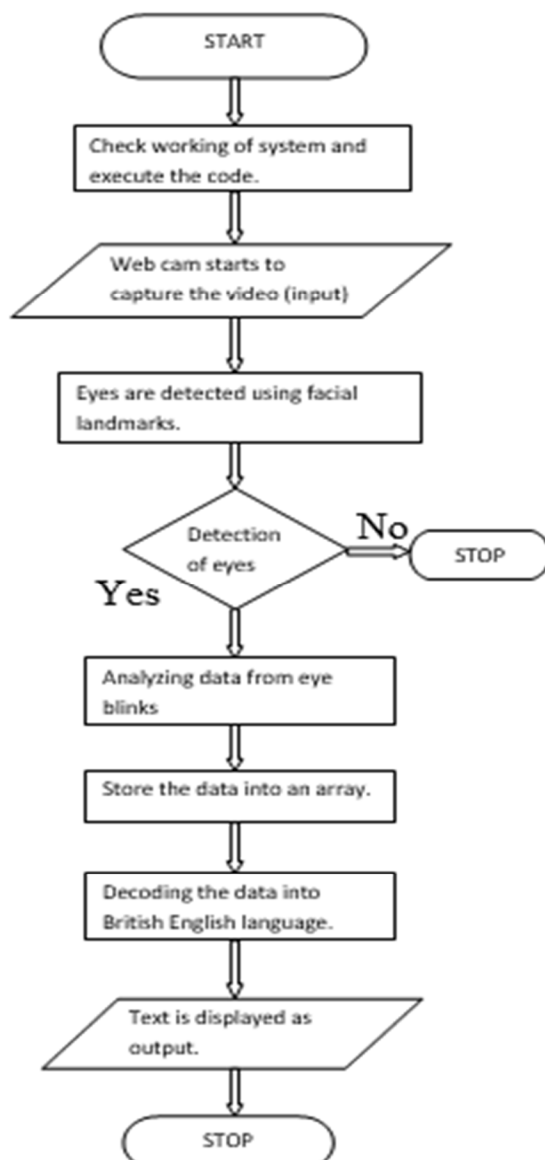 START
Check working of system and
execute the code.
Web cam starts to
capture the video (input)
Eyes are detected using facial
landmarks.
Detection
of eyes
No
STOP
Yes
Analyzing data from eye
blinks
Store the data into an array.
Decoding the data into
British English language.
Text is displayed as
output.
STOP